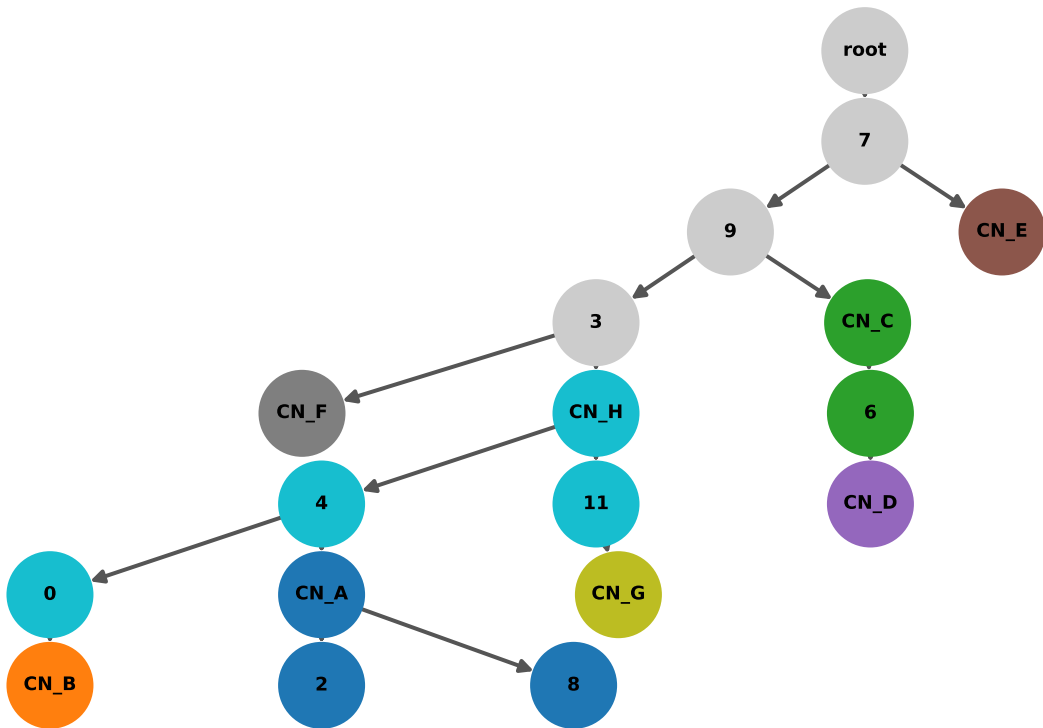 root
7
9
CN_E
3
CN_C
CN_F
CN_H
6
4
11
CN_D
0
CN_A
CN_G
CN_B
2
8